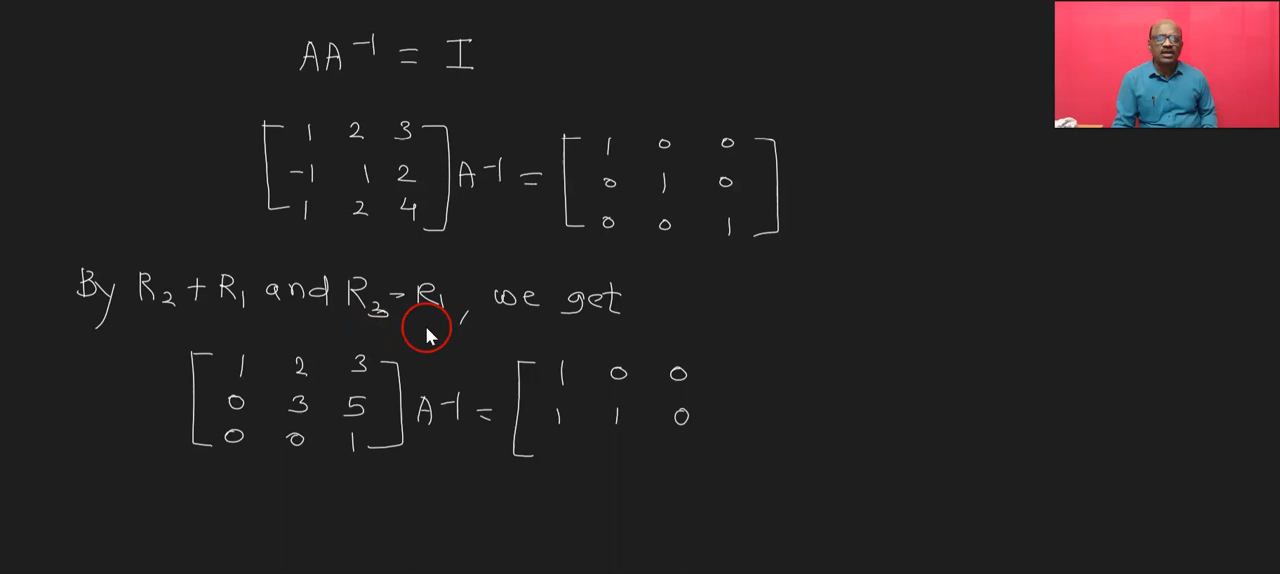 AA⁻¹ = I
[ 1 2 3
-1 1 2
1 2 4 ] A⁻¹ = [ 1 0 0
0 1 0
0 0 1 ]
By R₂ + R₁ and R₃ - R₁, we get
[ 1 2 3
0 3 5
0 0 1 ] A⁻¹ = [ 1 0 0
1 1 0